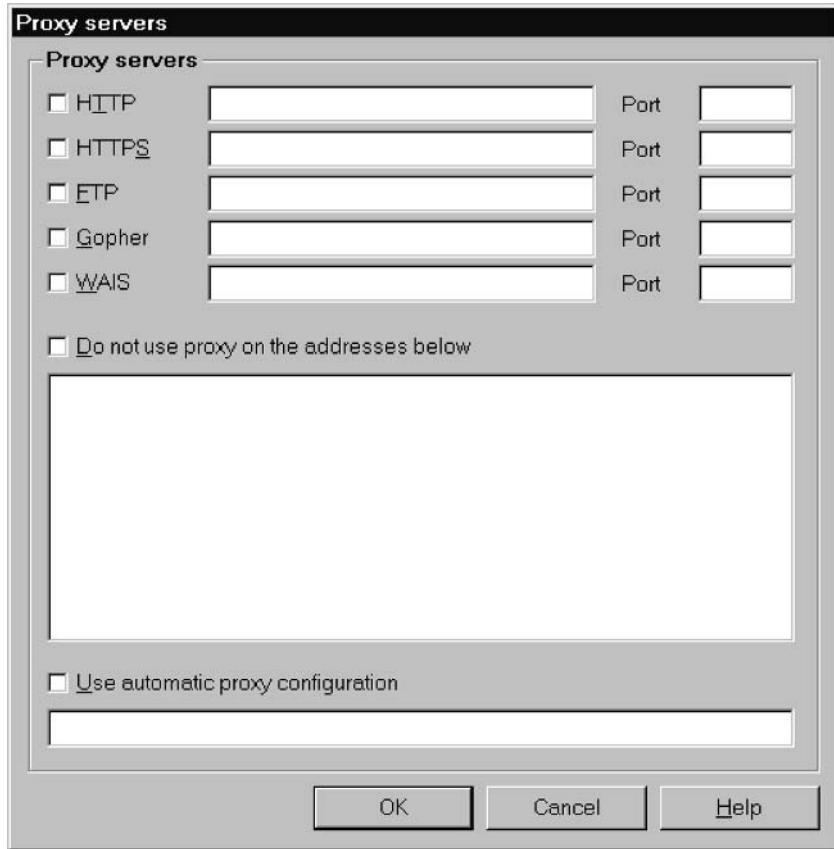 Proxy servers
Proxy servers
HTTP Port
HTTPS Port
FTP Port
Gopher Port
WAIS Port
Do not use proxy on the addresses below
Use automatic proxy configuration
OK Cancel Help